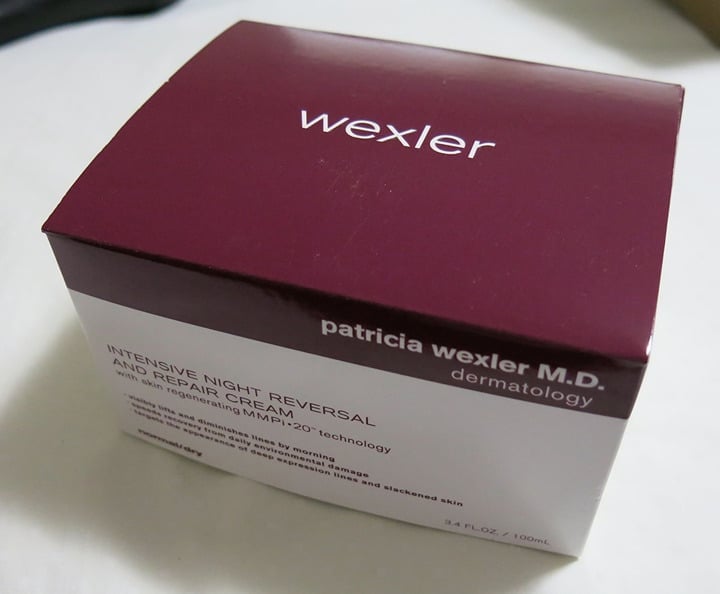 wexler
patricia wexler M.D.
dermatology
INTENSIVE NIGHT REVERSAL
AND REPAIR CREAM
with skin regenerating MMPi•20™ technology
· visibly lifts and diminishes lines by morning
· speeds recovery from daily environmental damage
· targets the appearance of deep expression lines and slackened skin
normal/dry
3.4 FL.OZ. / 100mL